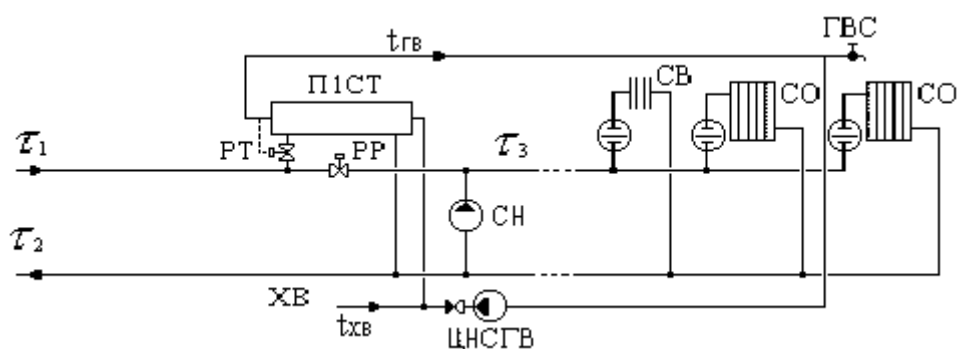 ГВС
tгв
СВ
П1СТ
СО
СО
τ1
РТ
РР
τ3
СН
τ2
ХВ
tхв
ЦНСГВ